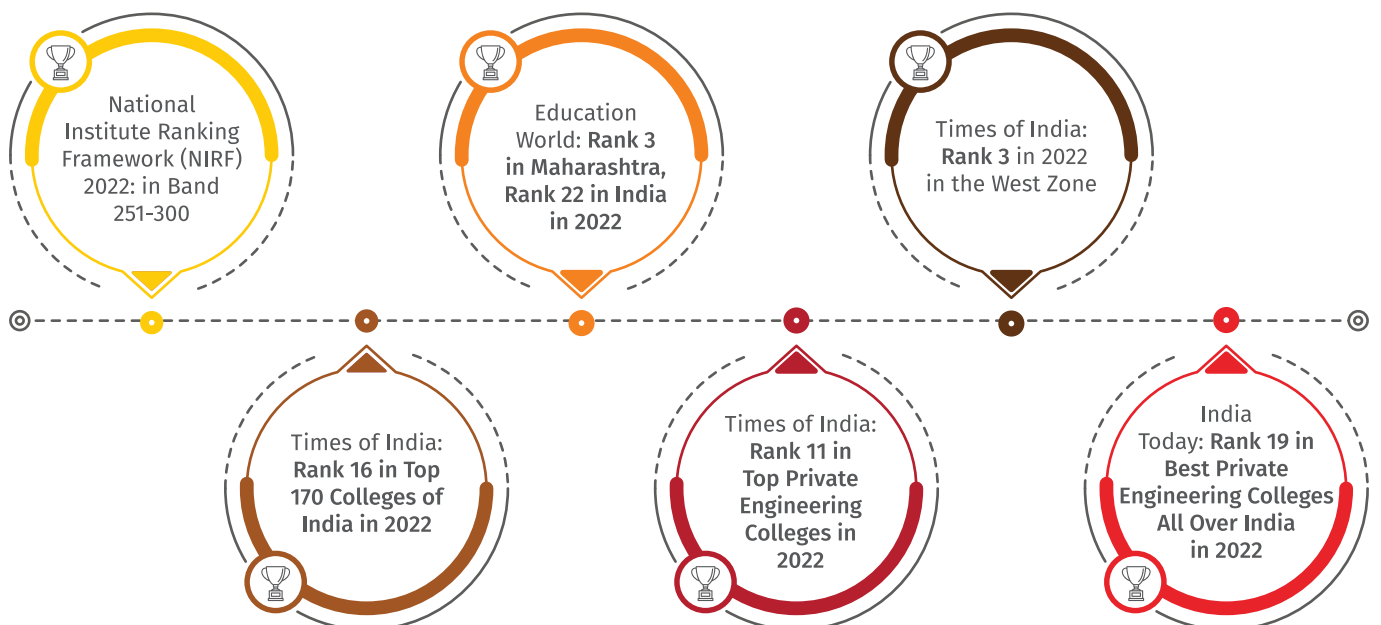 National
Institute Ranking
Framework (NIRF)
2022: in Band
251-300
Education
World: Rank 3
in Maharashtra,
Rank 22 in India
in 2022
Times of India:
Rank 3 in 2022
in the West Zone
Times of India:
Rank 16 in Top
170 Colleges of
India in 2022
Times of India:
Rank 11 in
Top Private
Engineering
Colleges in
2022
India
Today: Rank 19 in
Best Private
Engineering Colleges
All Over India
in 2022